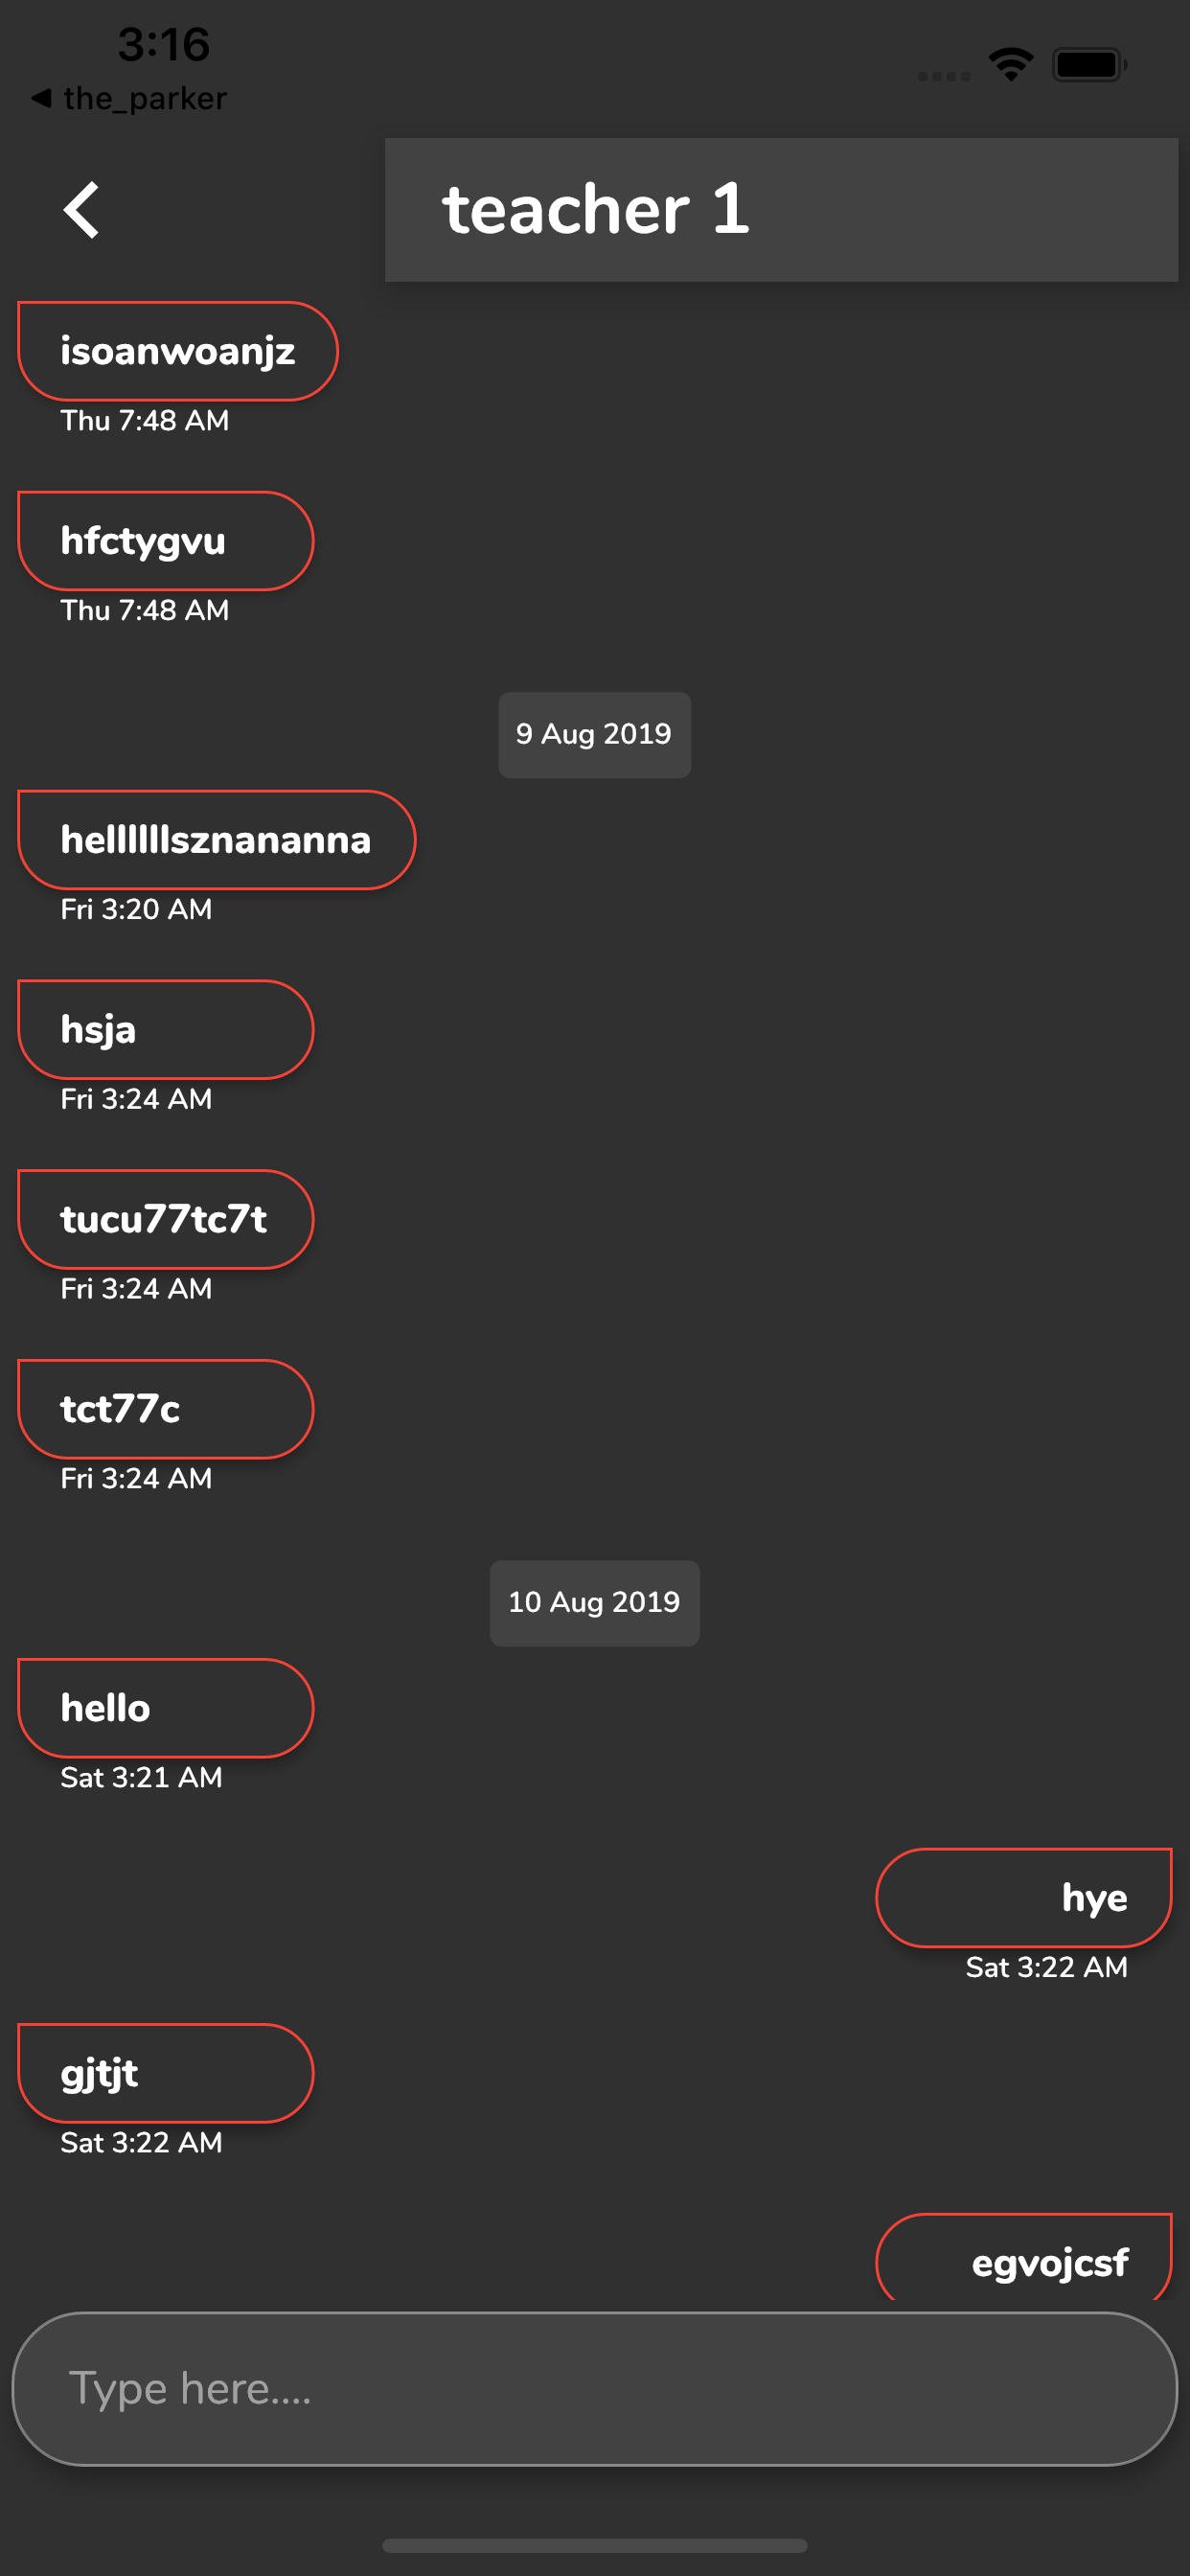 3:16
◀ the_parker
teacher 1
isoanwoanjz
Thu 7:48 AM
hfctygvu
Thu 7:48 AM
9 Aug 2019
hellllllsznananna
Fri 3:20 AM
hsja
Fri 3:24 AM
tucu77tc7t
Fri 3:24 AM
tct77c
Fri 3:24 AM
10 Aug 2019
hello
Sat 3:21 AM
hye
Sat 3:22 AM
gjtjt
Sat 3:22 AM
egvojcsf
Type here....